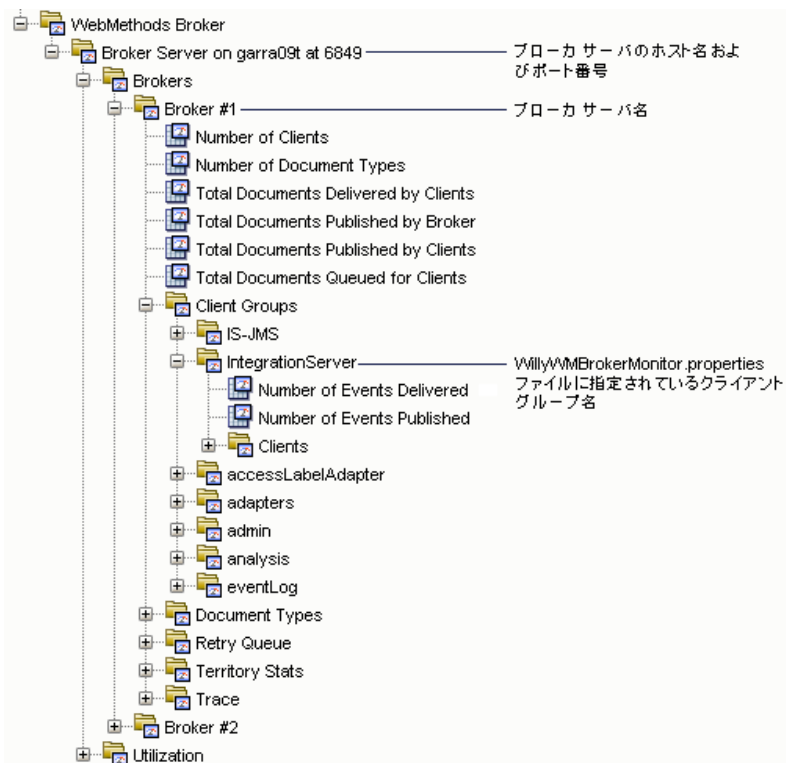 WebMethods Broker
Broker Server on garra09t at 6849
ブローカ サーバのホスト名およ
びポート番号
Brokers
Broker #1
ブローカ サーバ名
Number of Clients
Number of Document Types
Total Documents Delivered by Clients
Total Documents Published by Broker
Total Documents Published by Clients
Total Documents Queued for Clients
Client Groups
IS-JMS
IntegrationServer
WillyWMBrokerMonitor.properties
ファイルに指定されているクライアント
グループ名
Number of Events Delivered
Number of Events Published
Clients
accessLabelAdapter
adapters
admin
analysis
eventLog
Document Types
Retry Queue
Territory Stats
Trace
Broker #2
Utilization